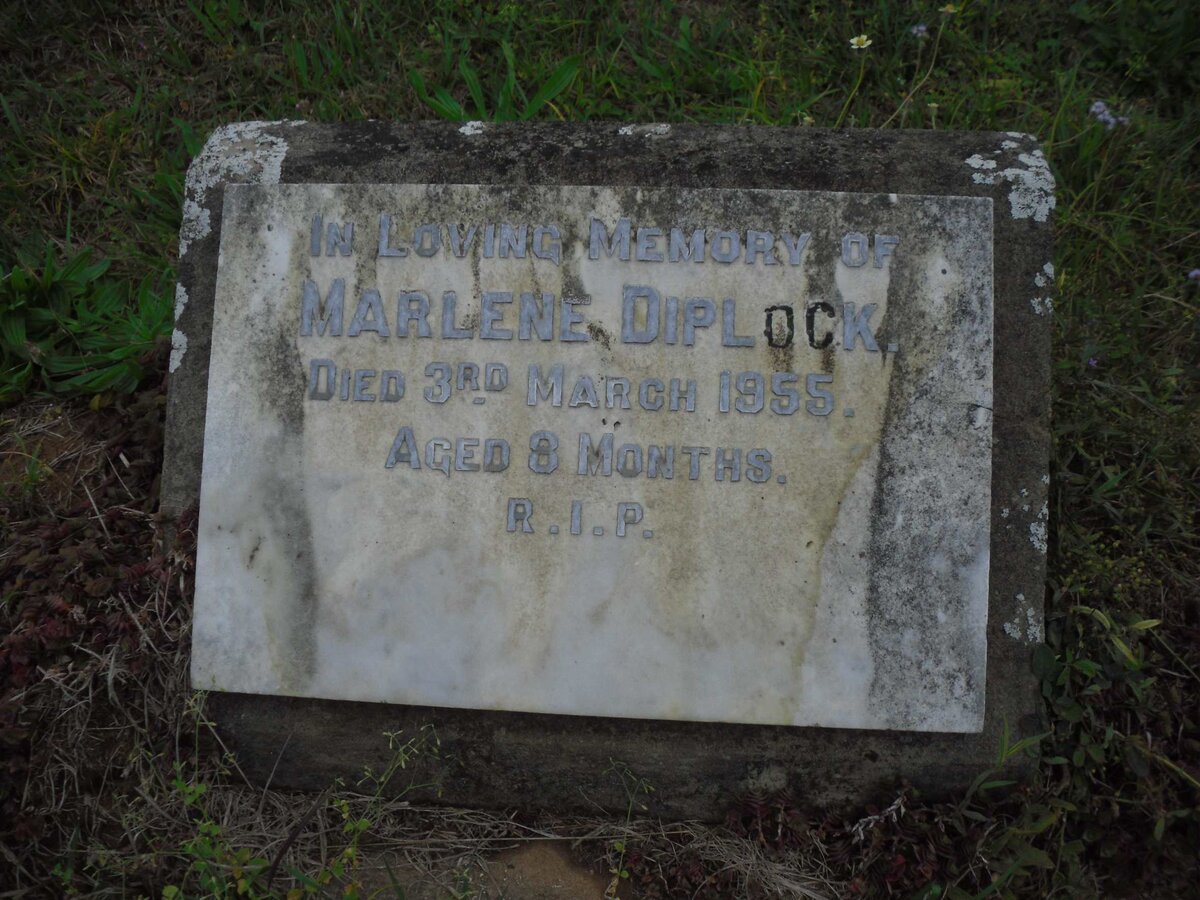 In Loving Memory of
Marlene Diplock.
Died 3rd March 1955.
Aged 8 Months.
R.I.P.